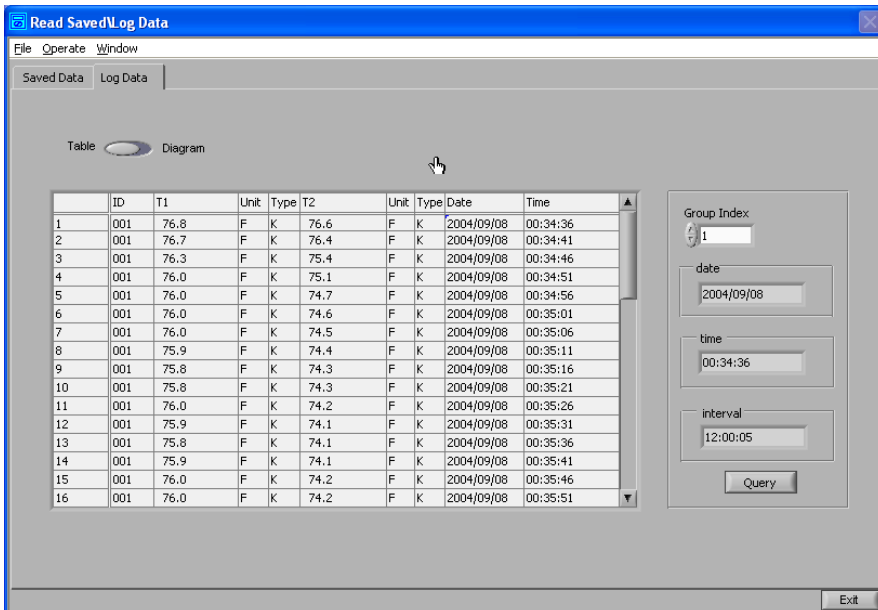 Read Saved\Log Data
File Operate Window
Saved Data Log Data
Table Diagram
ID T1 Unit Type T2 Unit Type Date Time
1 001 76.8 F K 76.6 F K 2004/09/08 00:34:36
2 001 76.7 F K 76.4 F K 2004/09/08 00:34:41
3 001 76.3 F K 75.4 F K 2004/09/08 00:34:46
4 001 76.0 F K 75.1 F K 2004/09/08 00:34:51
5 001 76.0 F K 74.7 F K 2004/09/08 00:34:56
6 001 76.0 F K 74.6 F K 2004/09/08 00:35:01
7 001 76.0 F K 74.5 F K 2004/09/08 00:35:06
8 001 75.9 F K 74.4 F K 2004/09/08 00:35:11
9 001 75.8 F K 74.3 F K 2004/09/08 00:35:16
10 001 75.8 F K 74.3 F K 2004/09/08 00:35:21
11 001 76.0 F K 74.2 F K 2004/09/08 00:35:26
12 001 75.9 F K 74.1 F K 2004/09/08 00:35:31
13 001 75.8 F K 74.1 F K 2004/09/08 00:35:36
14 001 75.9 F K 74.1 F K 2004/09/08 00:35:41
15 001 76.0 F K 74.2 F K 2004/09/08 00:35:46
16 001 76.0 F K 74.2 F K 2004/09/08 00:35:51
Group Index
1
date
2004/09/08
time
00:34:36
interval
12:00:05
Query
Exit